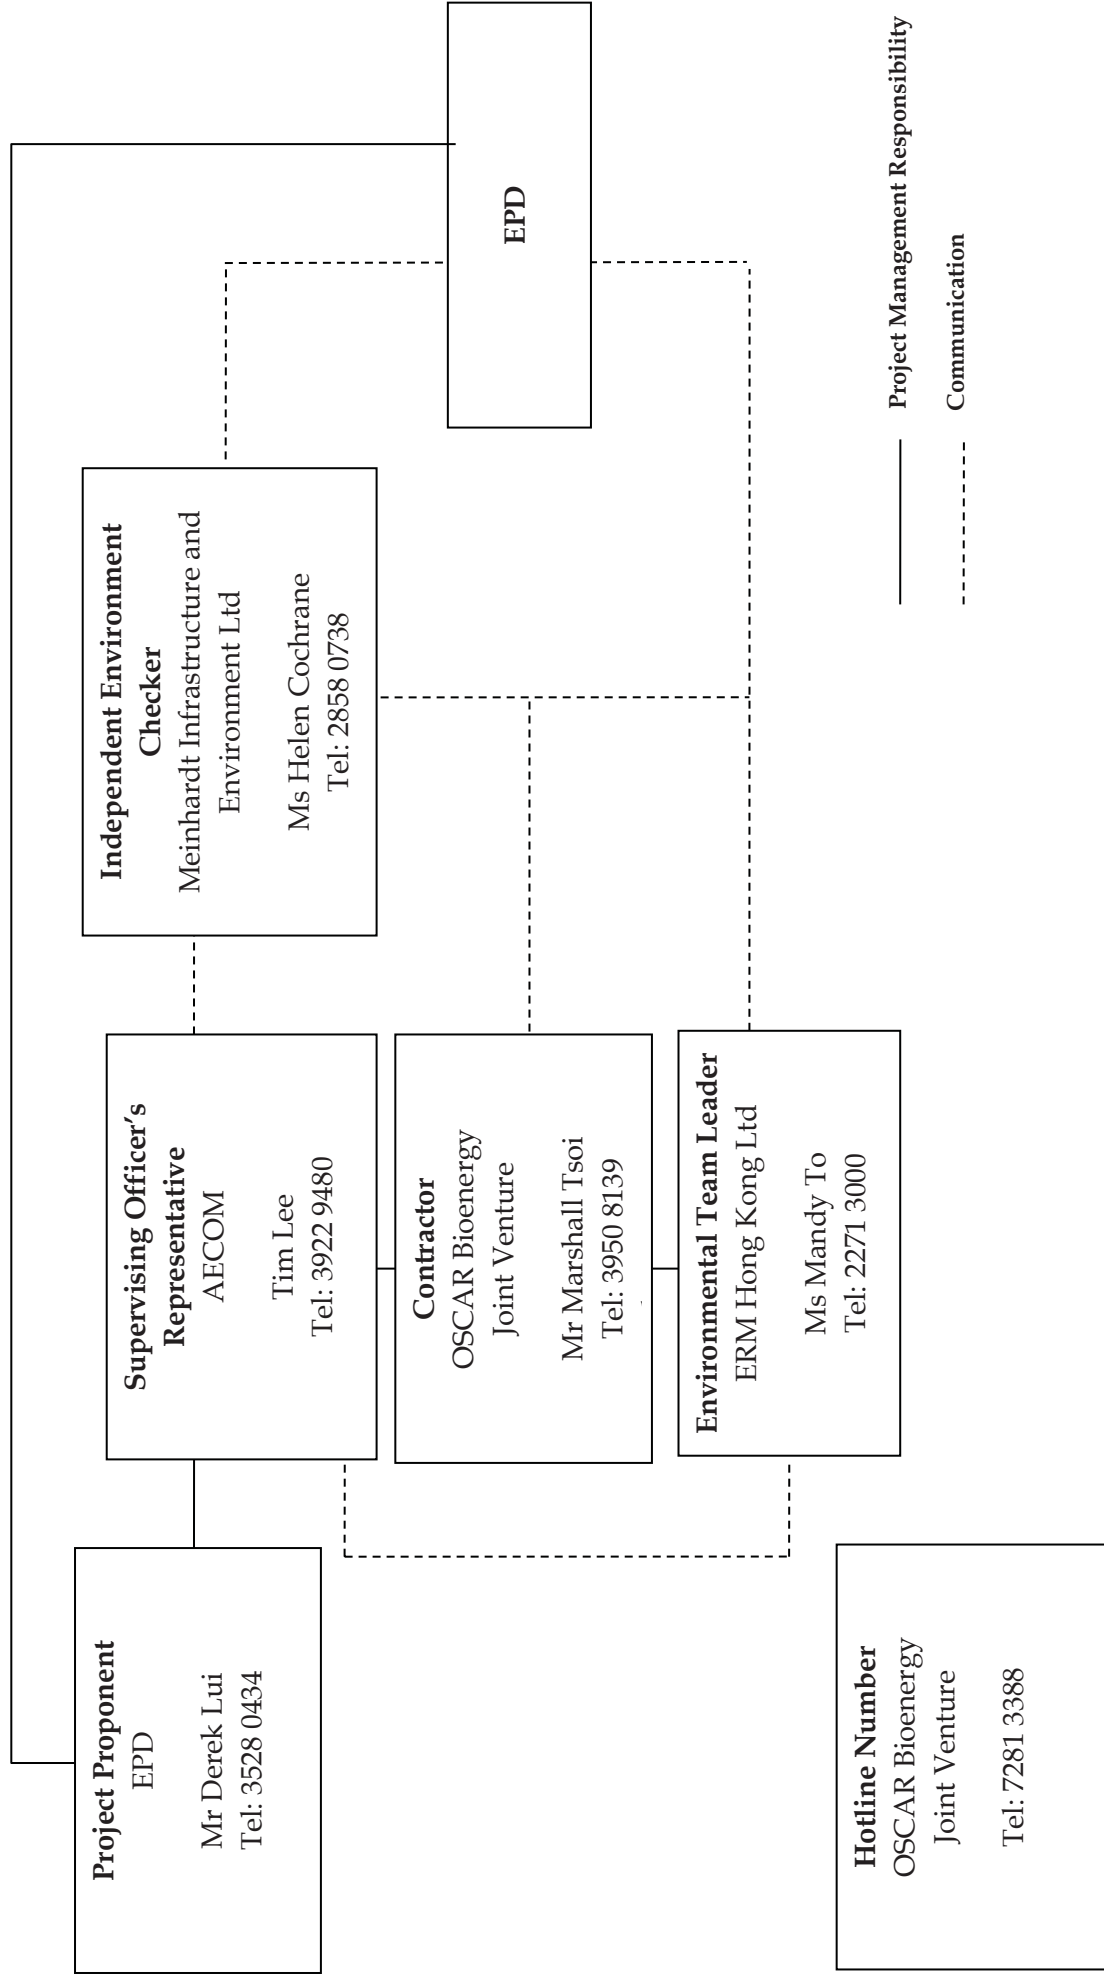 Project Proponent
EPD
Mr Derek Lui
Tel: 3528 0434
Supervising Officer's
Representative
AECOM
Tim Lee
Tel: 3922 9480
Independent Environment
Checker
Meinhardt Infrastructure and
Environment Ltd
Ms Helen Cochrane
Tel: 2858 0738
EPD
Contractor
OSCAR Bioenergy
Joint Venture
Mr Marshall Tsoi
Tel: 3950 8139
Environmental Team Leader
ERM Hong Kong Ltd
Ms Mandy To
Tel: 2271 3000
Hotline Number
OSCAR Bioenergy
Joint Venture
Tel: 7281 3388
Project Management Responsibility
Communication